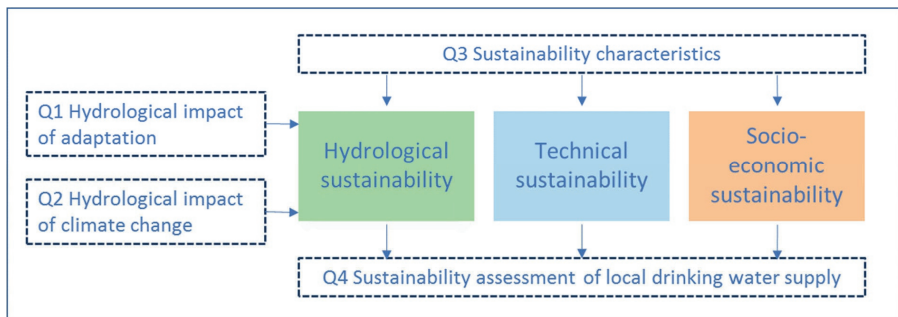 Q3 Sustainability characteristics
Q1 Hydrological impact
of adaptation
Q2 Hydrological impact
of climate change
Hydrological
sustainability
Technical
sustainability
Socio-
economic
sustainability
Q4 Sustainability assessment of local drinking water supply